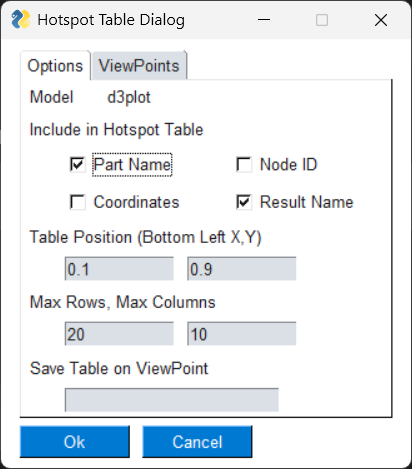 Hotspot Table Dialog
Options ViewPoints
Model d3plot
Include in Hotspot Table
Part Name Node ID
Coordinates Result Name
Table Position (Bottom Left X,Y)
0.1 0.9
Max Rows, Max Columns
20 10
Save Table on ViewPoint
Ok Cancel